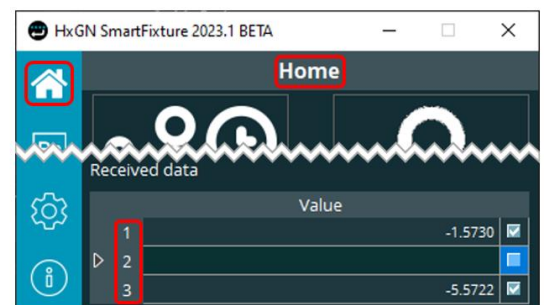 HxGN SmartFixture 2023.1 BETA
Home
Received data
Value
1 -1.5730
2
3 -5.5722